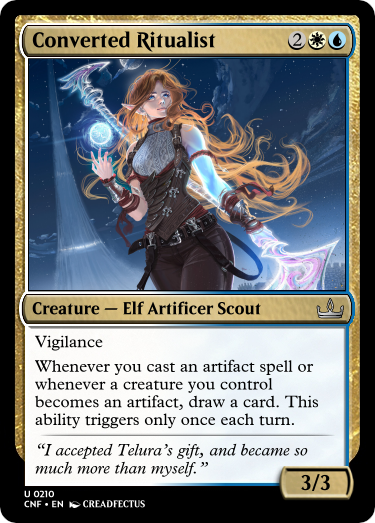 Converted Ritualist 2
Creature — Elf Artificer Scout
Vigilance
Whenever you cast an artifact spell or
whenever a creature you control
becomes an artifact, draw a card. This
ability triggers only once each turn.
“I accepted Telura's gift, and became so
much more than myself.”
3/3
U 0210
CNF • EN CREADFECTUS